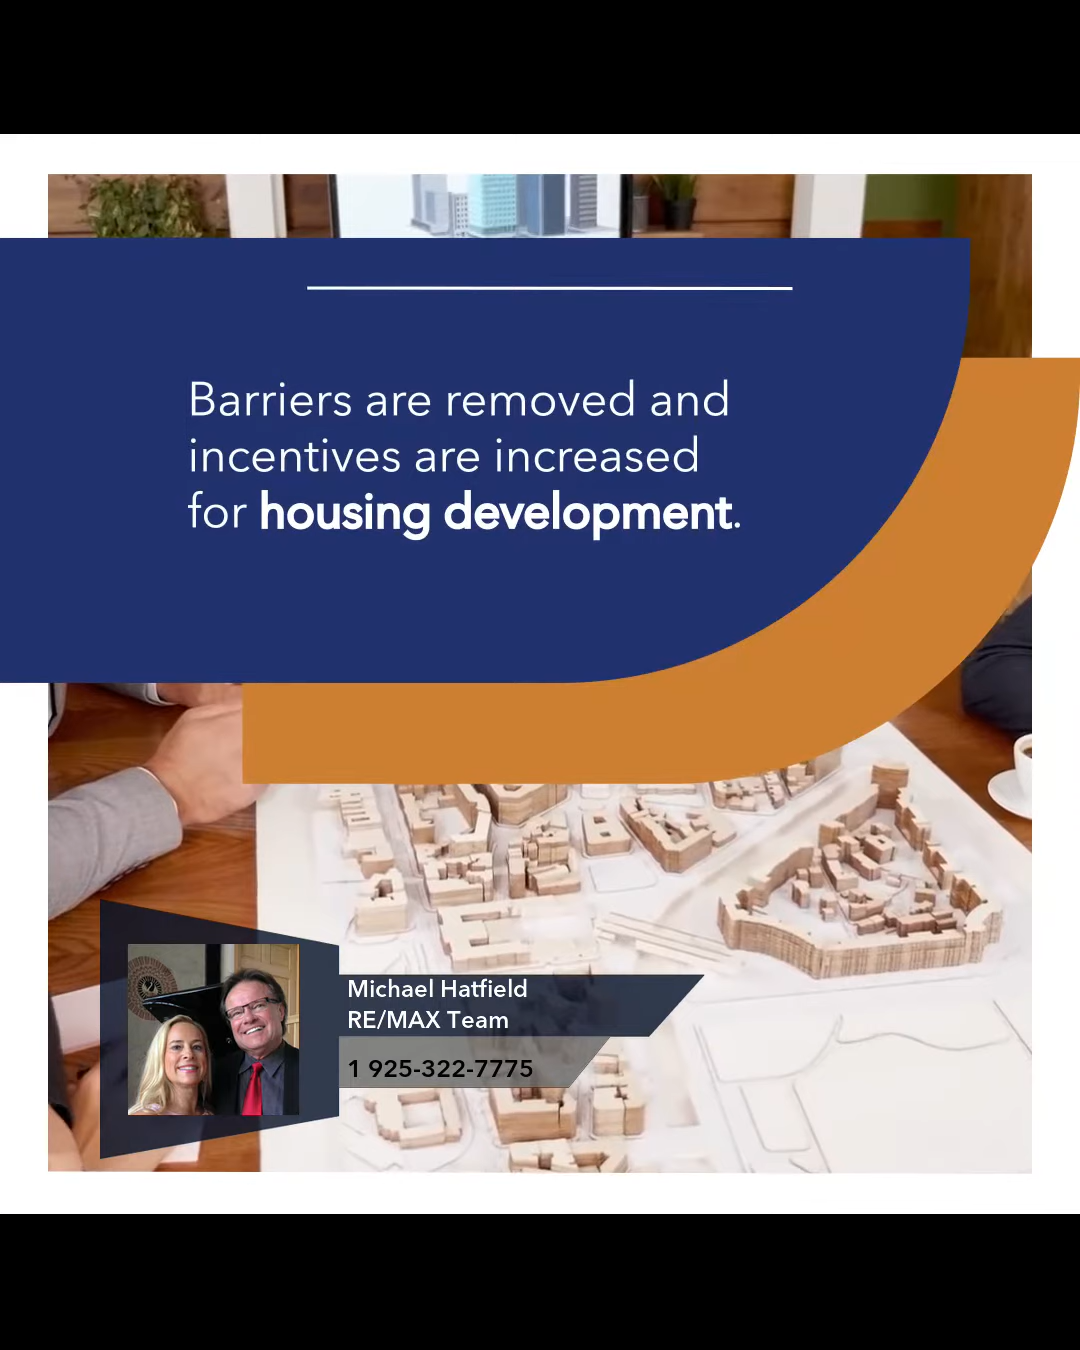 Barriers are removed and
incentives are increased
for housing development.
Michael Hatfield
RE/MAX Team
1 925-322-7775